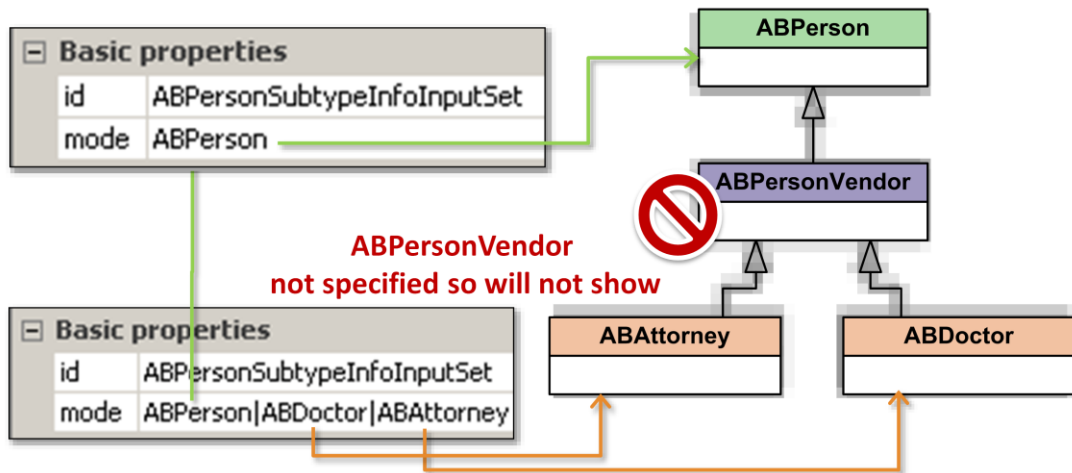 Basic properties
id ABPersonSubtypeInfoInputSet
mode ABPerson
ABPerson
ABPersonVendor
ABPersonVendor
not specified so will not show
Basic properties
id ABPersonSubtypeInfoInputSet
mode ABPerson|ABDoctor|ABAttorney
ABAttorney
ABDoctor